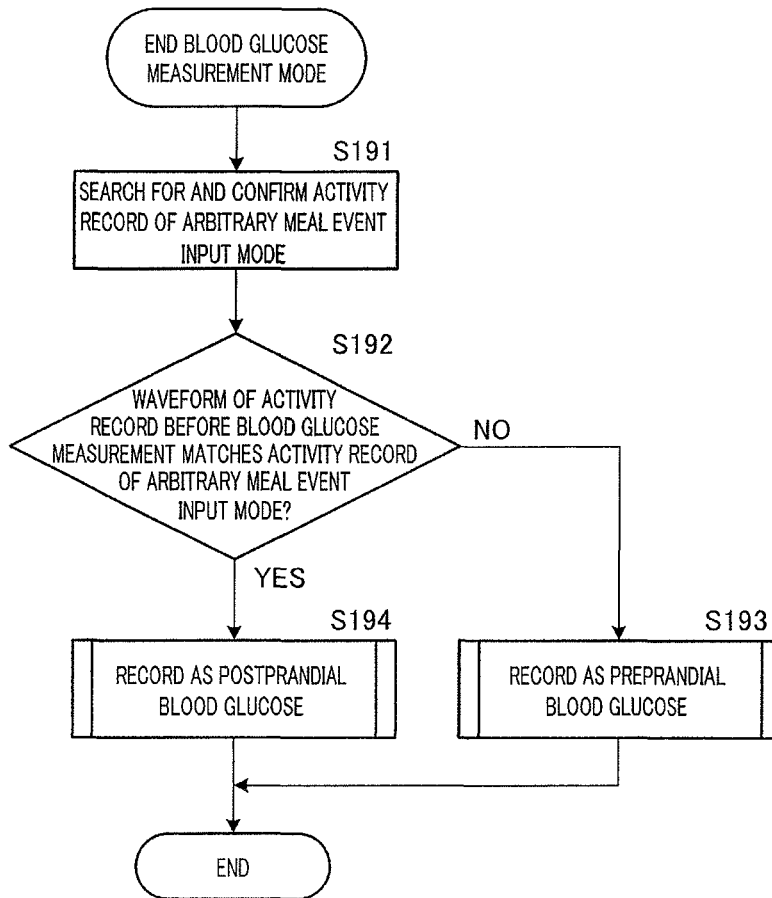 END BLOOD GLUCOSE
MEASUREMENT MODE
S191
SEARCH FOR AND CONFIRM ACTIVITY
RECORD OF ARBITRARY MEAL EVENT
INPUT MODE
S192
WAVEFORM OF ACTIVITY
RECORD BEFORE BLOOD GLUCOSE
MEASUREMENT MATCHES ACTIVITY RECORD
OF ARBITRARY MEAL EVENT
INPUT MODE?
NO
YES
S194
RECORD AS POSTPRANDIAL
BLOOD GLUCOSE
S193
RECORD AS PREPRANDIAL
BLOOD GLUCOSE
END